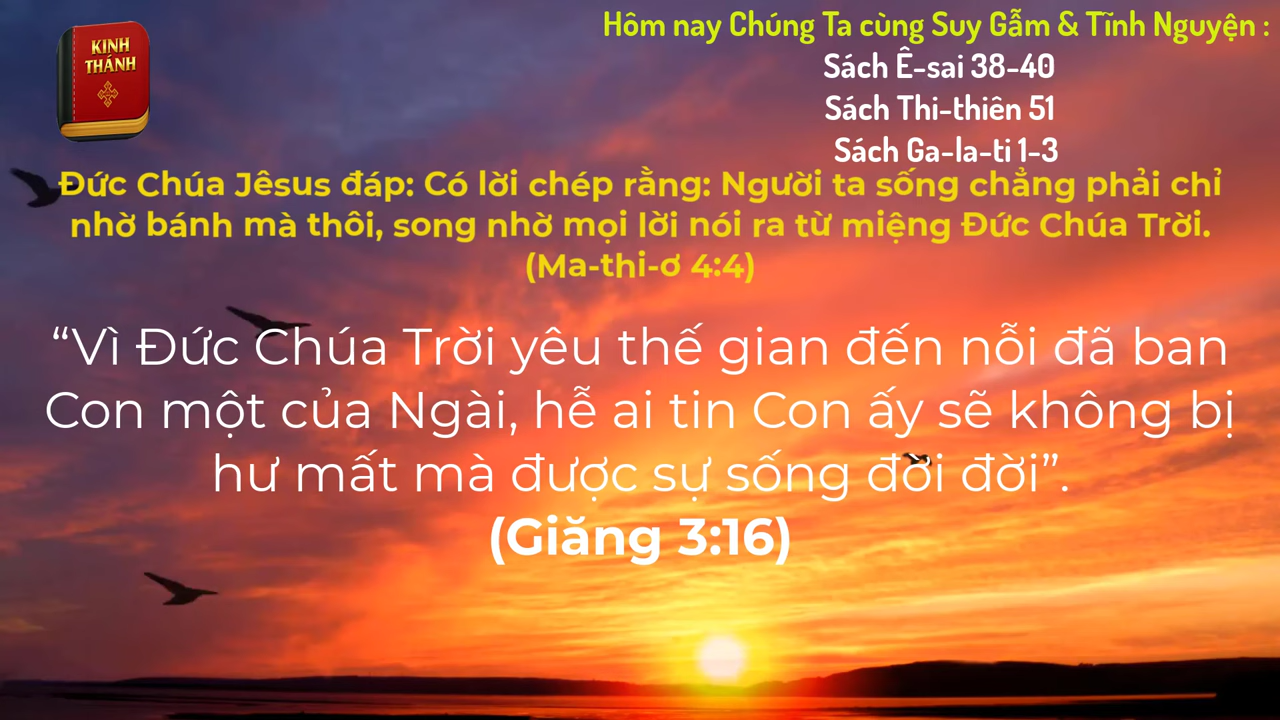 KINH
THÁNH
Hôm nay Chúng Ta cùng Suy Gẫm & Tĩnh Nguyện :
Sách Ê-sai 38-40
Sách Thi-thiên 51
Sách Ga-la-ti 1-3
Đức Chúa Jêsus đáp: Có lời chép rằng: Người ta sống chẳng phải chỉ
nhờ bánh mà thôi, song nhờ mọi lời nói ra từ miệng Đức Chúa Trời.
(Ma-thi-ơ 4:4)
“Vì Đức Chúa Trời yêu thế gian đến nỗi đã ban
Con một của Ngài, hễ ai tin Con ấy sẽ không bị
hư mất mà được sự sống đời đời”.
(Giăng 3:16)